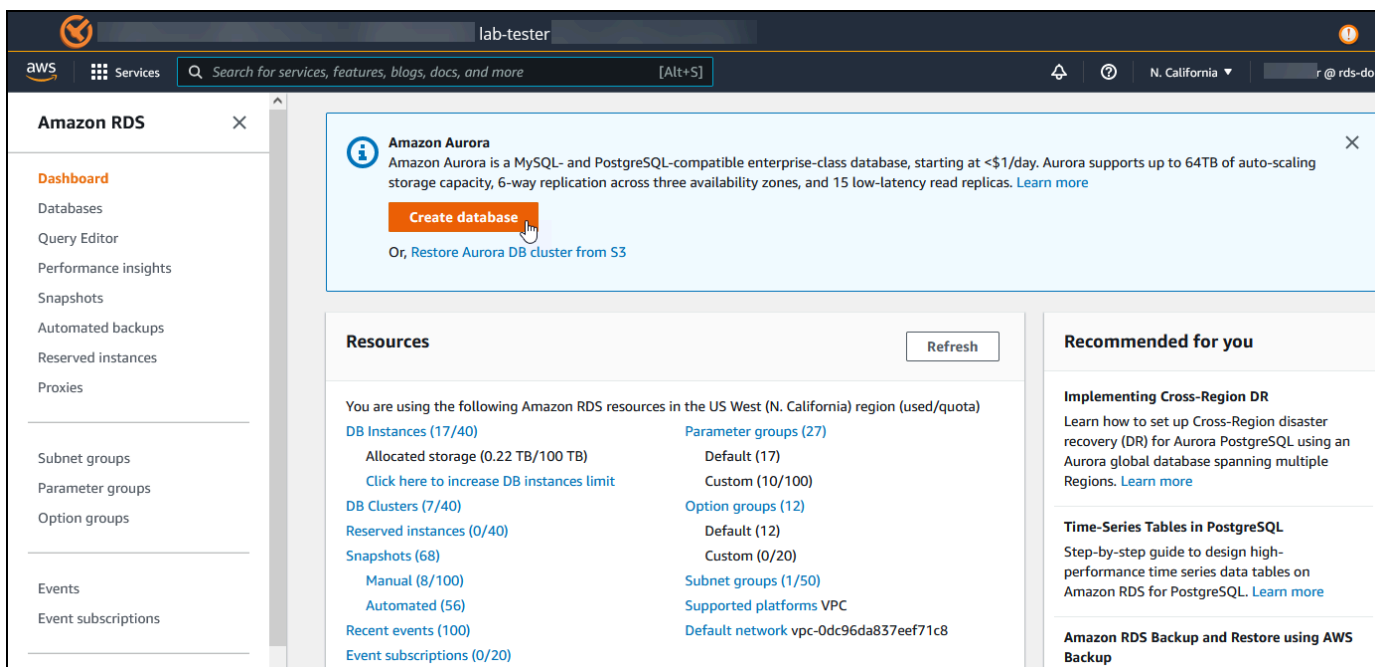 lab-tester
aws
Services
Search for services, features, blogs, docs, and more
[Alt+S]
N. California ▼
r @ rds-do
Amazon RDS
Dashboard
Databases
Query Editor
Performance insights
Snapshots
Automated backups
Reserved instances
Proxies
Subnet groups
Parameter groups
Option groups
Events
Event subscriptions
Amazon Aurora
Amazon Aurora is a MySQL- and PostgreSQL-compatible enterprise-class database, starting at <$1/day. Aurora supports up to 64TB of auto-scaling
storage capacity, 6-way replication across three availability zones, and 15 low-latency read replicas. Learn more
Create database
Or, Restore Aurora DB cluster from S3
Resources
Refresh
You are using the following Amazon RDS resources in the US West (N. California) region (used/quota)
DB Instances (17/40)
Allocated storage (0.22 TB/100 TB)
Click here to increase DB instances limit
DB Clusters (7/40)
Reserved instances (0/40)
Snapshots (68)
Manual (8/100)
Automated (56)
Recent events (100)
Event subscriptions (0/20)
Parameter groups (27)
Default (17)
Custom (10/100)
Option groups (12)
Default (12)
Custom (0/20)
Subnet groups (1/50)
Supported platforms VPC
Default network vpc-0dc96da837eef71c8
Recommended for you
Implementing Cross-Region DR
Learn how to set up Cross-Region disaster
recovery (DR) for Aurora PostgreSQL using an
Aurora global database spanning multiple
Regions. Learn more
Time-Series Tables in PostgreSQL
Step-by-step guide to design high-
performance time series data tables on
Amazon RDS for PostgreSQL. Learn more
Amazon RDS Backup and Restore using AWS
Backup